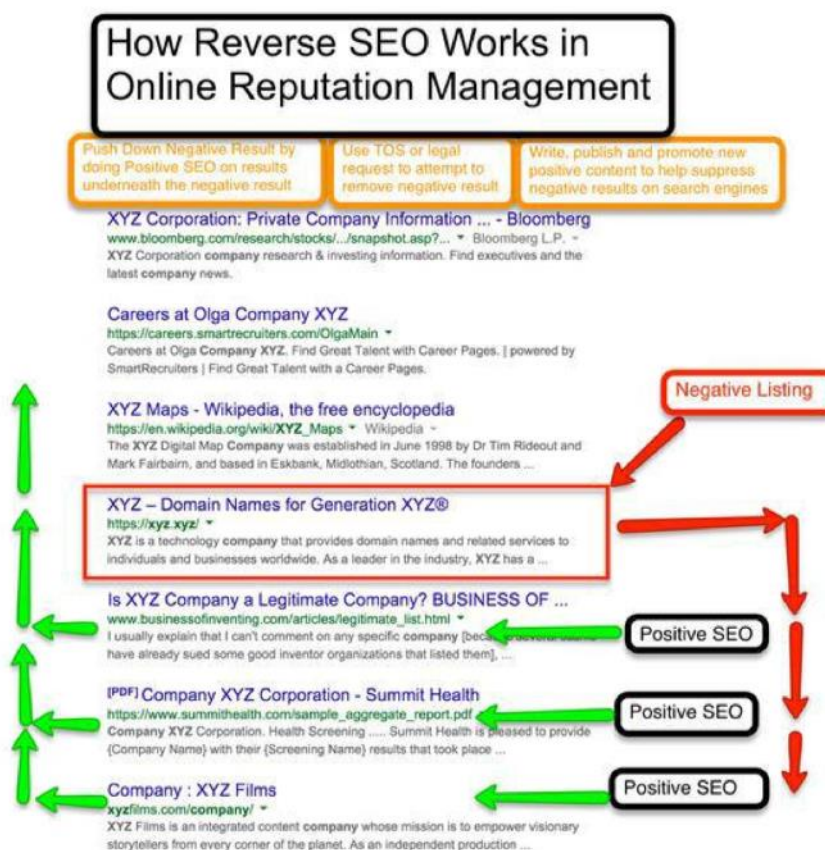 How Reverse SEO Works in
Online Reputation Management
Push Down Negative Result by
doing Positive SEO on results
underneath the negative result
Use TOS or legal
request to attempt to
remove negative result
Write, publish and promote new
positive content to help suppress
negative results on search engines
XYZ Corporation: Private Company Information ... - Bloomberg
www.bloomberg.com/research/stocks/.../snapshot.asp?... Bloomberg L.P.
XYZ Corporation company research & investing information. Find executives and the
latest company news.
Careers at Olga Company XYZ
https://careers.smartrecruiters.com/OlgaMain
Careers at Olga Company XYZ. Find Great Talent with Career Pages. | powered by
SmartRecruiters | Find Great Talent with a Career Pages.
Negative Listing
XYZ Maps - Wikipedia, the free encyclopedia
https://en.wikipedia.org/wiki/XYZ_Maps Wikipedia
The XYZ Digital Map Company was established in June 1998 by Dr Tim Rideout and
Mark Fairbairn, and based in Eskbank, Midlothian, Scotland. The founders ...
XYZ – Domain Names for Generation XYZ®
https://xyz.xyz/
XYZ is a technology company that provides domain names and related services to
individuals and businesses worldwide. As a leader in the industry, XYZ has a ...
Is XYZ Company a Legitimate Company? BUSINESS OF ...
www.businessofinventing.com/articles/legitimate_list.html
I usually explain that I can't comment on any specific company
have already sued some good inventor organizations that listed them], ...
Positive SEO
[PDF] Company XYZ Corporation - Summit Health
https://www.summithealth.com/sample_aggregate_report.pdf
Company XYZ Corporation. Health Screening ..... Summit Health is pleased to provide
{Company Name} with their {Screening Name} results that took place ...
Positive SEO
Company : XYZ Films
xyzfilms.com/company/
XYZ Films is an integrated content company whose mission is to empower visionary
storytellers from every corner of the planet. As an independent production ...
Positive SEO